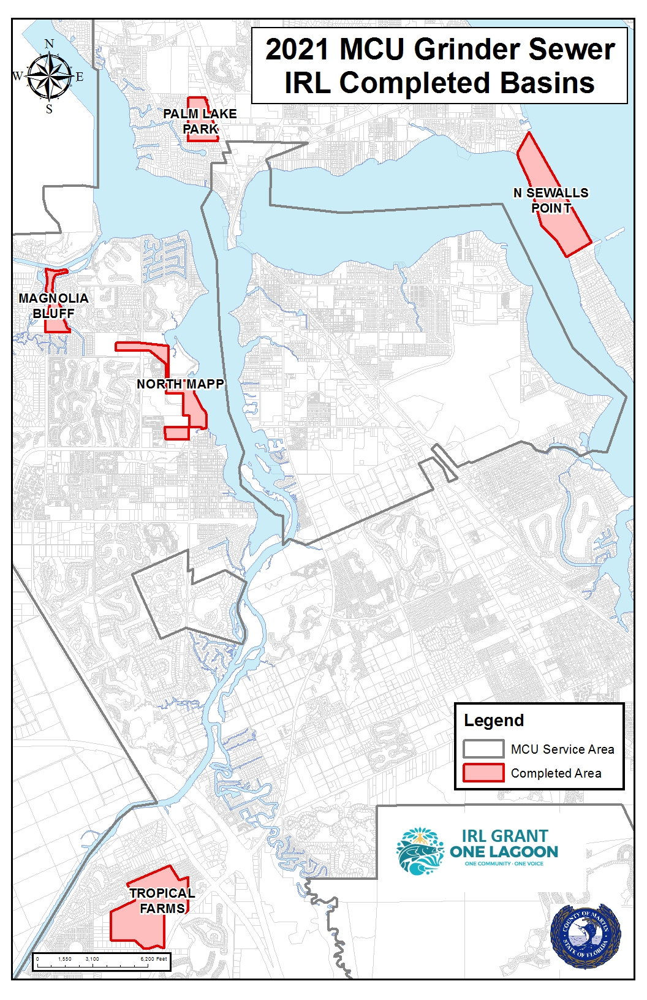 2021 MCU Grinder Sewer
IRL Completed Basins
N
W
E
S
PALM LAKE
PARK
N SEWALLS
POINT
MAGNOLIA
BLUFF
NORTH MAPP
Legend
MCU Service Area
Completed Area
IRL GRANT
ONE LAGOON
ONE COMMUNITY · ONE VOICE
TROPICAL
FARMS
COUNTY OF MARTIN
STATE OF FLORIDA
0 1,550 3,100 6,200 Feet